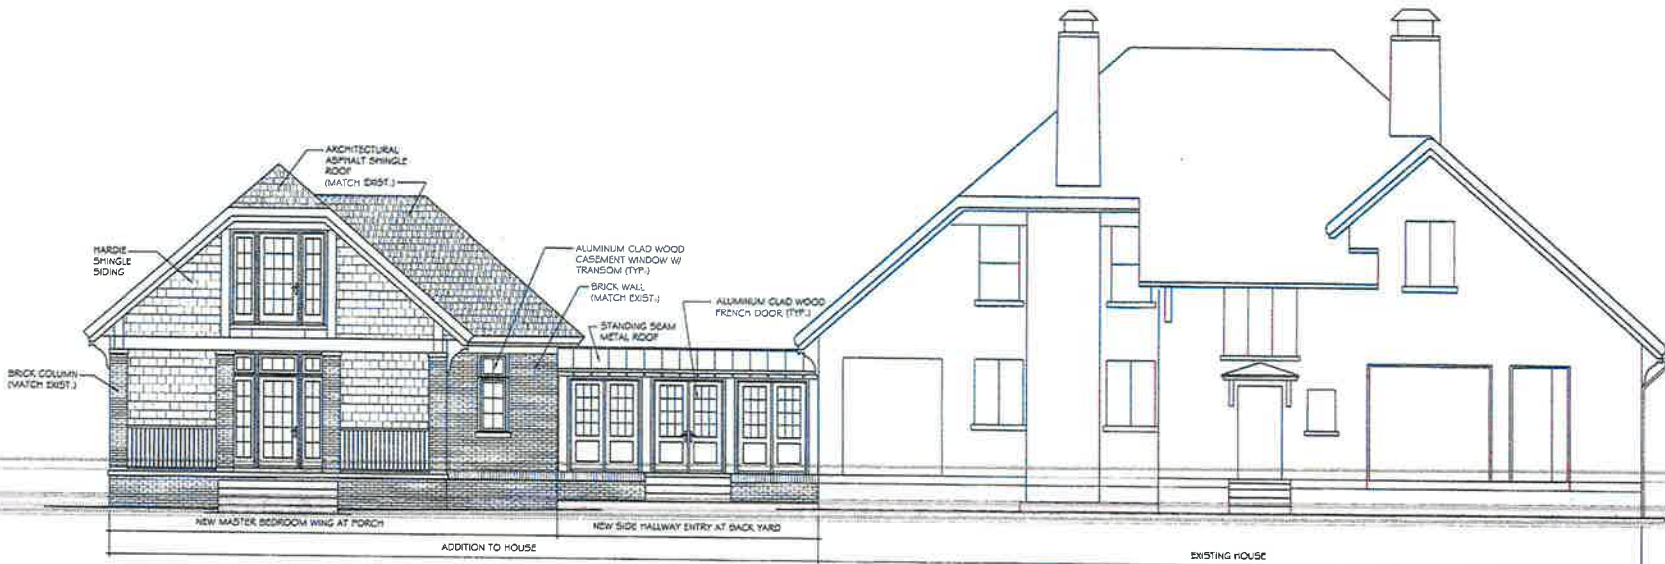 ARCHITECTURAL
ASPHALT SHINGLE
ROOF
(MATCH EXIST.)
HARDIE
SHINGLE
SIDING
ALUMINUM CLAD WOOD
CASEMENT WINDOW W/
TRANSOM (TYP.)
BRICK WALL
(MATCH EXIST.)
ALUMINUM CLAD WOOD
FRENCH DOOR (TYP.)
STANDING SEAM
METAL ROOF
BRICK COLUMN
(MATCH EXIST.)
NEW MASTER BEDROOM WING AT PORCH
NEW SIDE HALLWAY ENTRY AT BACK YARD
ADDITION TO HOUSE
EXISTING HOUSE